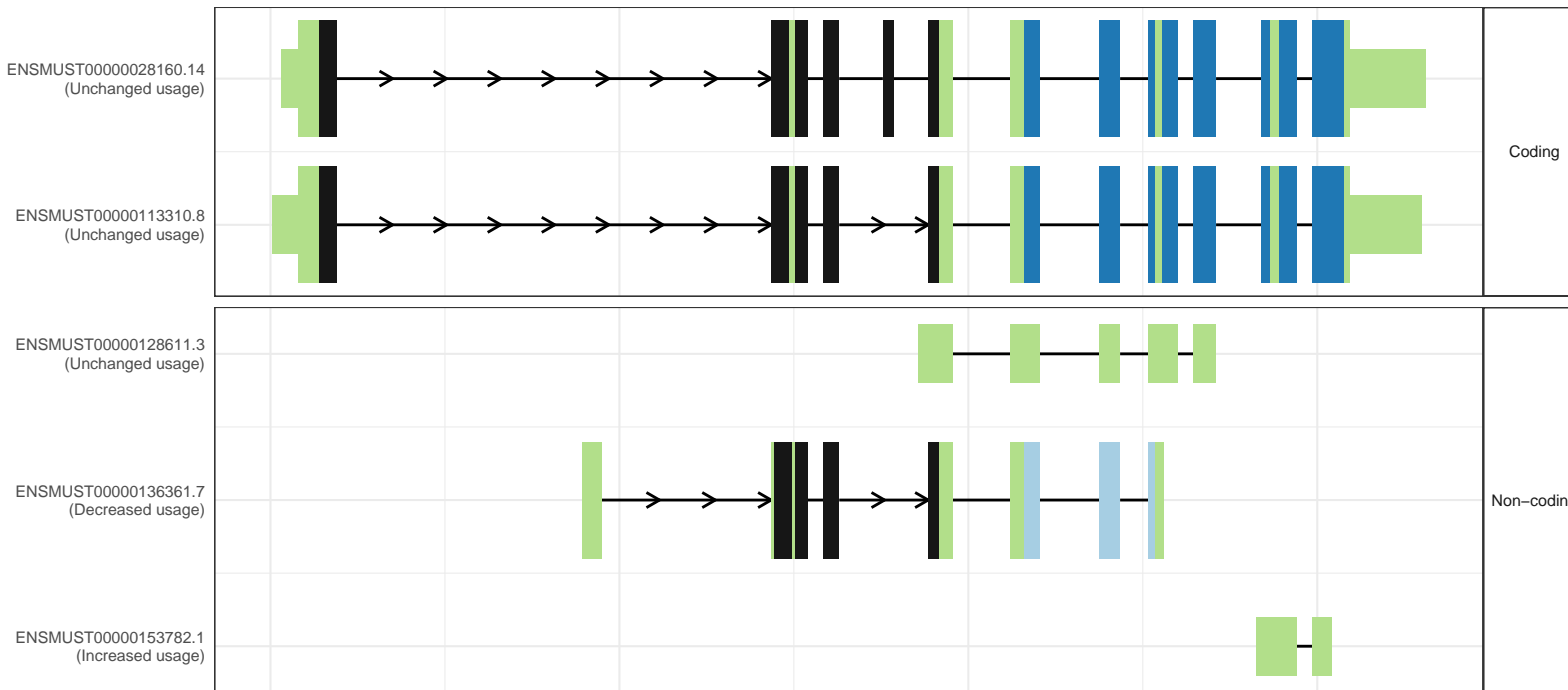 ENSMUST00000028160.14
(Unchanged usage)
Coding
ENSMUST00000113310.8
(Unchanged usage)
ENSMUST00000128611.3
(Unchanged usage)
ENSMUST00000136361.7
(Decreased usage)
Non−codin
ENSMUST00000153782.1
(Increased usage)